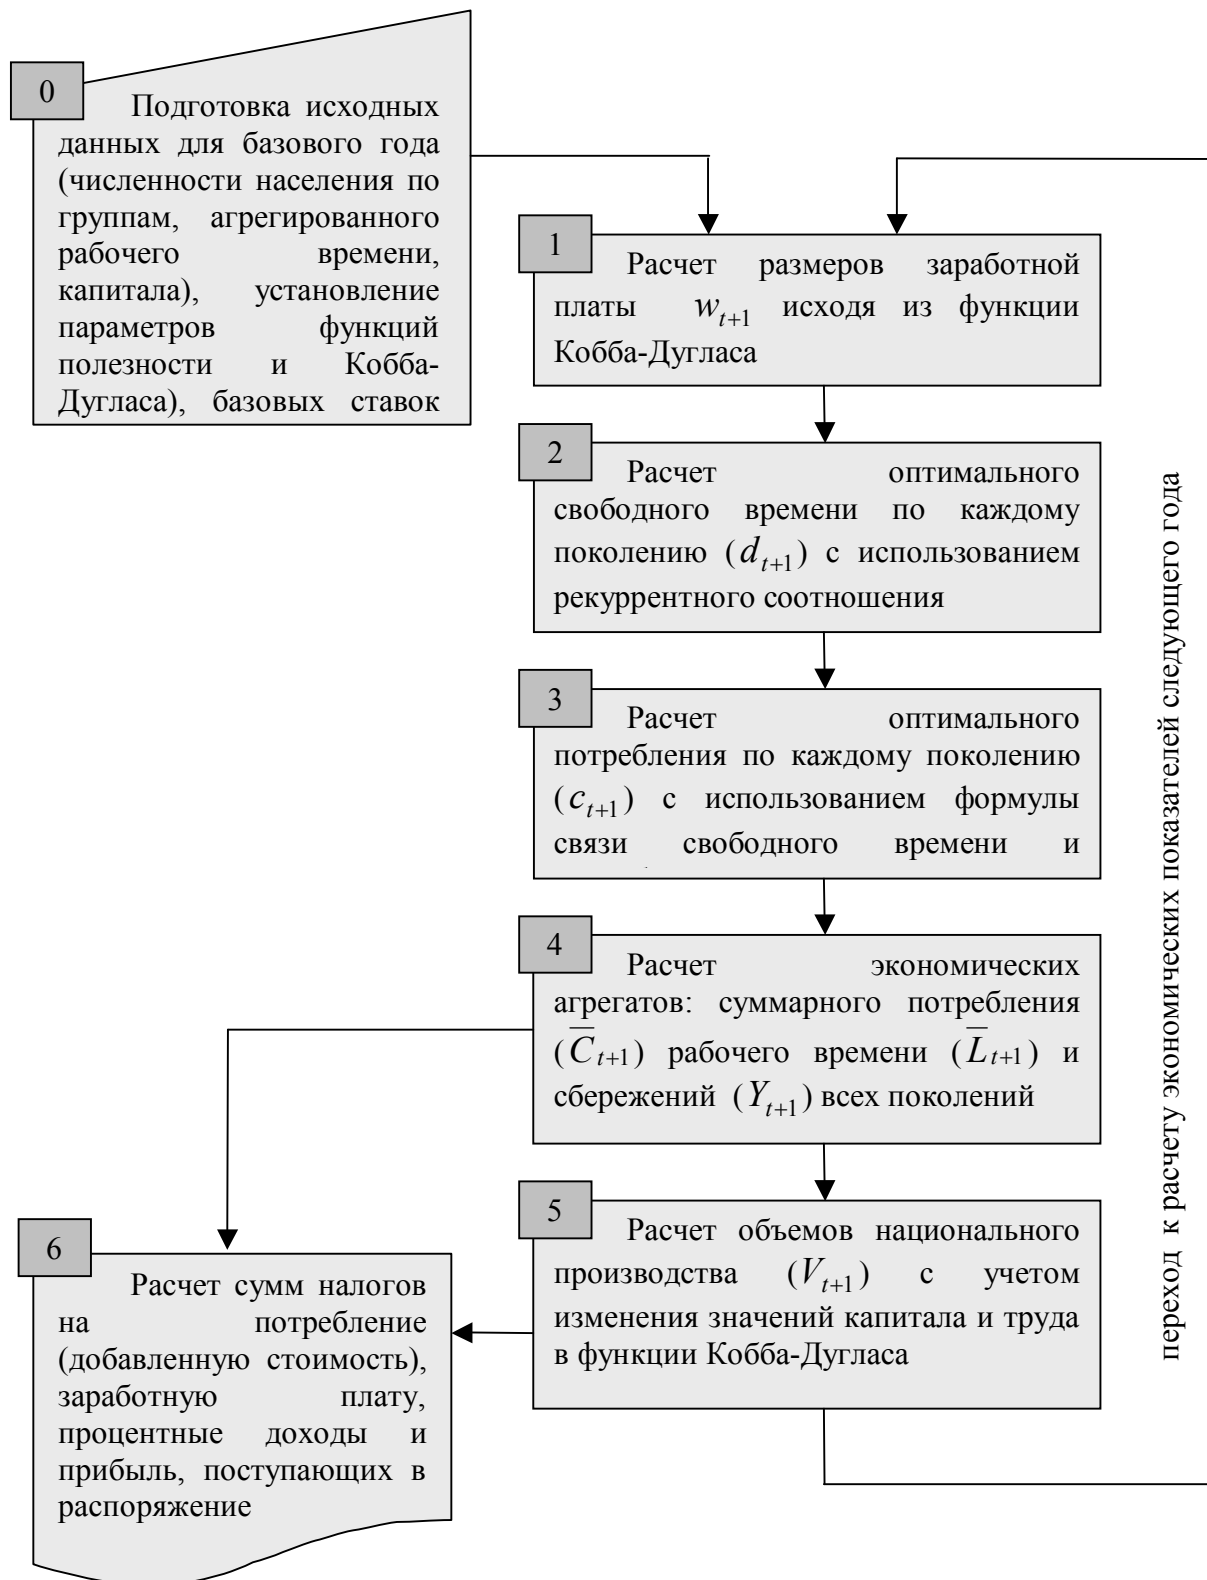 0
Подготовка исходных
данных для базового года
(численности населения по
группам, агрегированного
рабочего времени,
капитала), установление
параметров функций
полезности и Кобба-
Дугласа), базовых ставок
1
Расчет размеров заработной
платы w_{t+1} исходя из функции
Кобба-Дугласа
2
Расчет оптимального
свободного времени по каждому
поколению (d_{t+1}) с использованием
рекуррентного соотношения
3
Расчет оптимального
потребления по каждому поколению
(c_{t+1}) с использованием формулы
связи свободного времени и
4
Расчет экономических
агрегатов: суммарного потребления
(C̅_{t+1}) рабочего времени (L̅_{t+1}) и
сбережений (Y_{t+1}) всех поколений
5
Расчет объемов национального
производства (V_{t+1}) с учетом
изменения значений капитала и труда
в функции Кобба-Дугласа
6
Расчет сумм налогов
на потребление
(добавленную стоимость),
заработную плату,
процентные доходы и
прибыль, поступающих в
распоряжение
переход к расчету экономических показателей следующего года